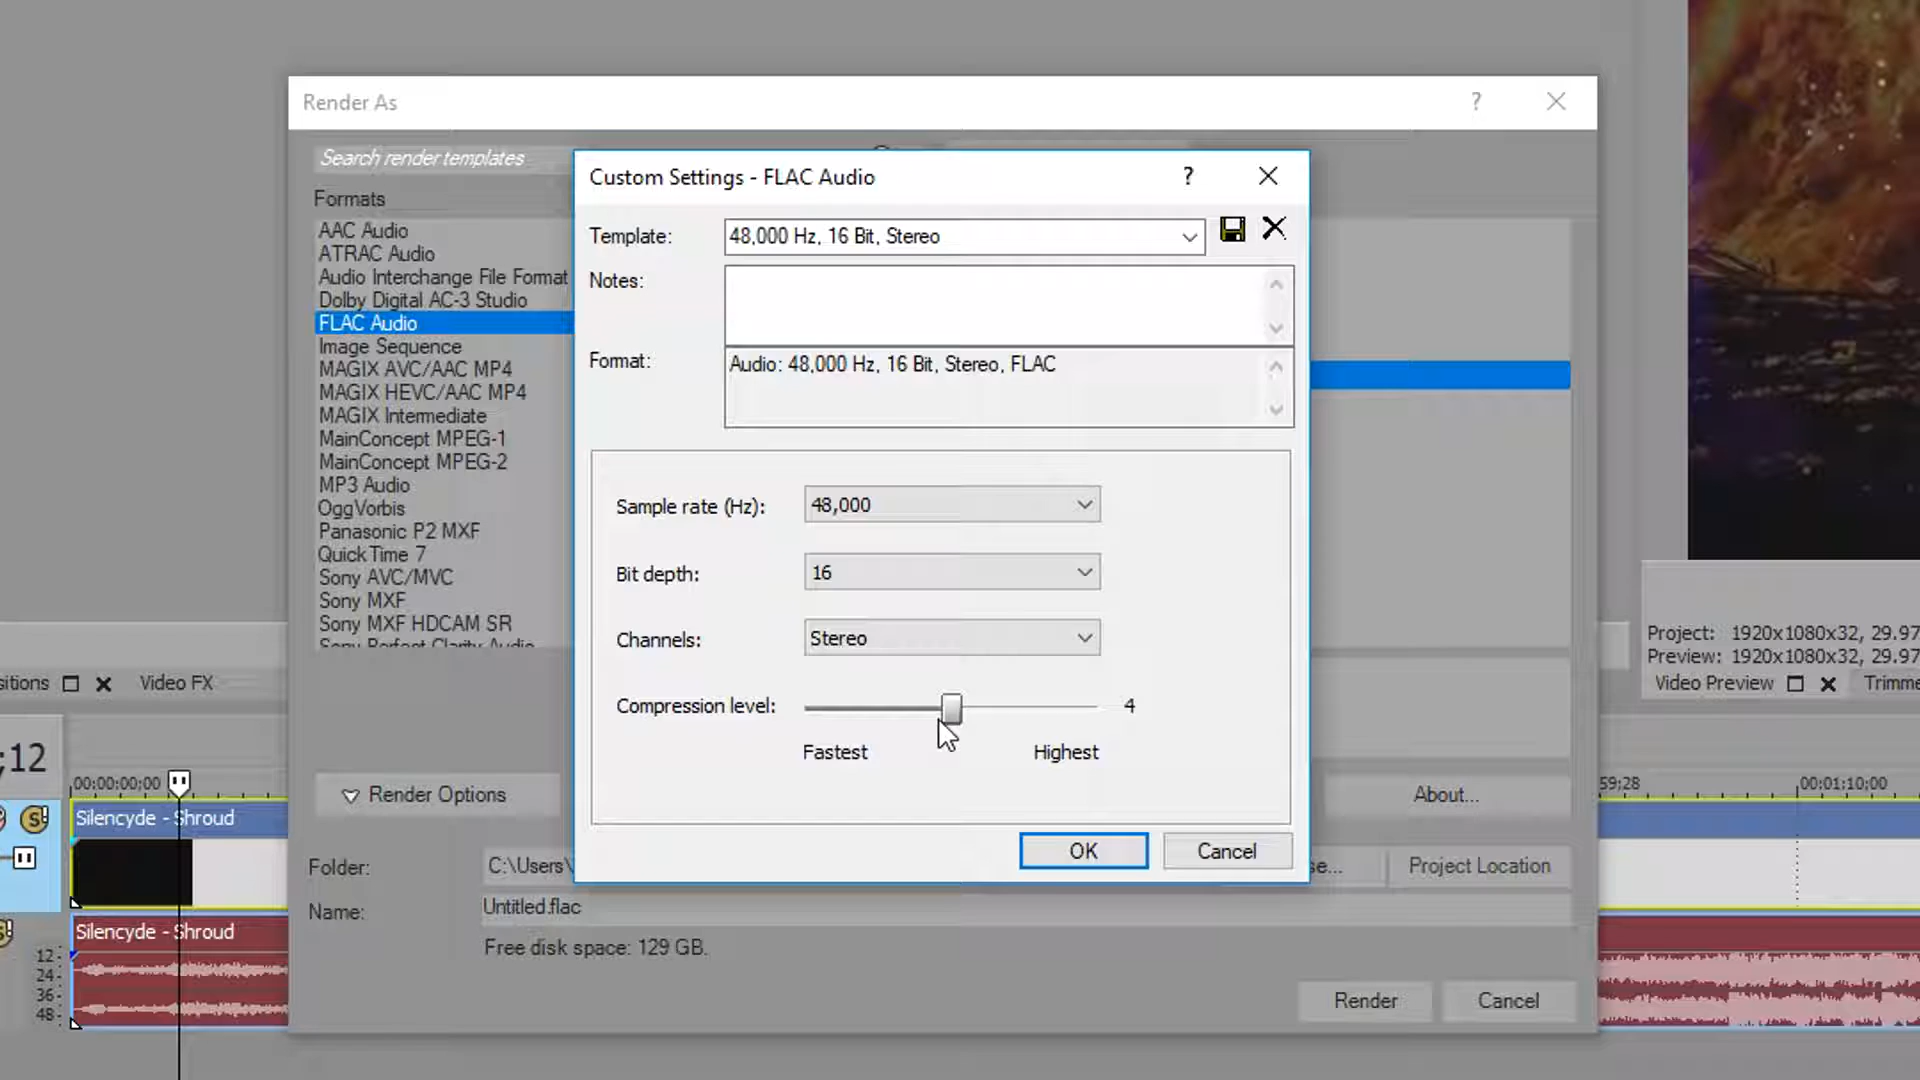 Render As
?
Search render templates
Formats
AAC Audio
ATRAC Audio
Audio Interchange File Format
Dolby Digital AC-3 Studio
FLAC Audio
Image Sequence
MAGIX AVC/AAC MP4
MAGIX HEVC/AAC MP4
MAGIX Intermediate
MainConcept MPEG-1
MainConcept MPEG-2
MP3 Audio
OggVorbis
Panasonic P2 MXF
QuickTime 7
Sony AVC/MVC
Sony MXF
Sony MXF HDCAM SR
Sony Perfect Clarity Audio
Custom Settings - FLAC Audio
?
Template:
48,000 Hz, 16 Bit, Stereo
Notes:
Format:
Audio: 48,000 Hz, 16 Bit, Stereo, FLAC
Sample rate (Hz):
48,000
Bit depth:
16
Channels:
Stereo
Compression level:
4
Fastest
Highest
OK
Cancel
Render Options
About...
Folder:
C:\Users\
se...
Project Location
Name:
Untitled.flac
Free disk space: 129 GB.
Render
Cancel
Project: 1920x1080x32, 29.97
Preview: 1920x1080x32, 29.97
Video Preview
Trimme
sitions
Video FX
;12
00:00:00;00
59;28
00:01:10;00
S
Silencyde - Shroud
Silencyde - Shroud
12
24
36
48